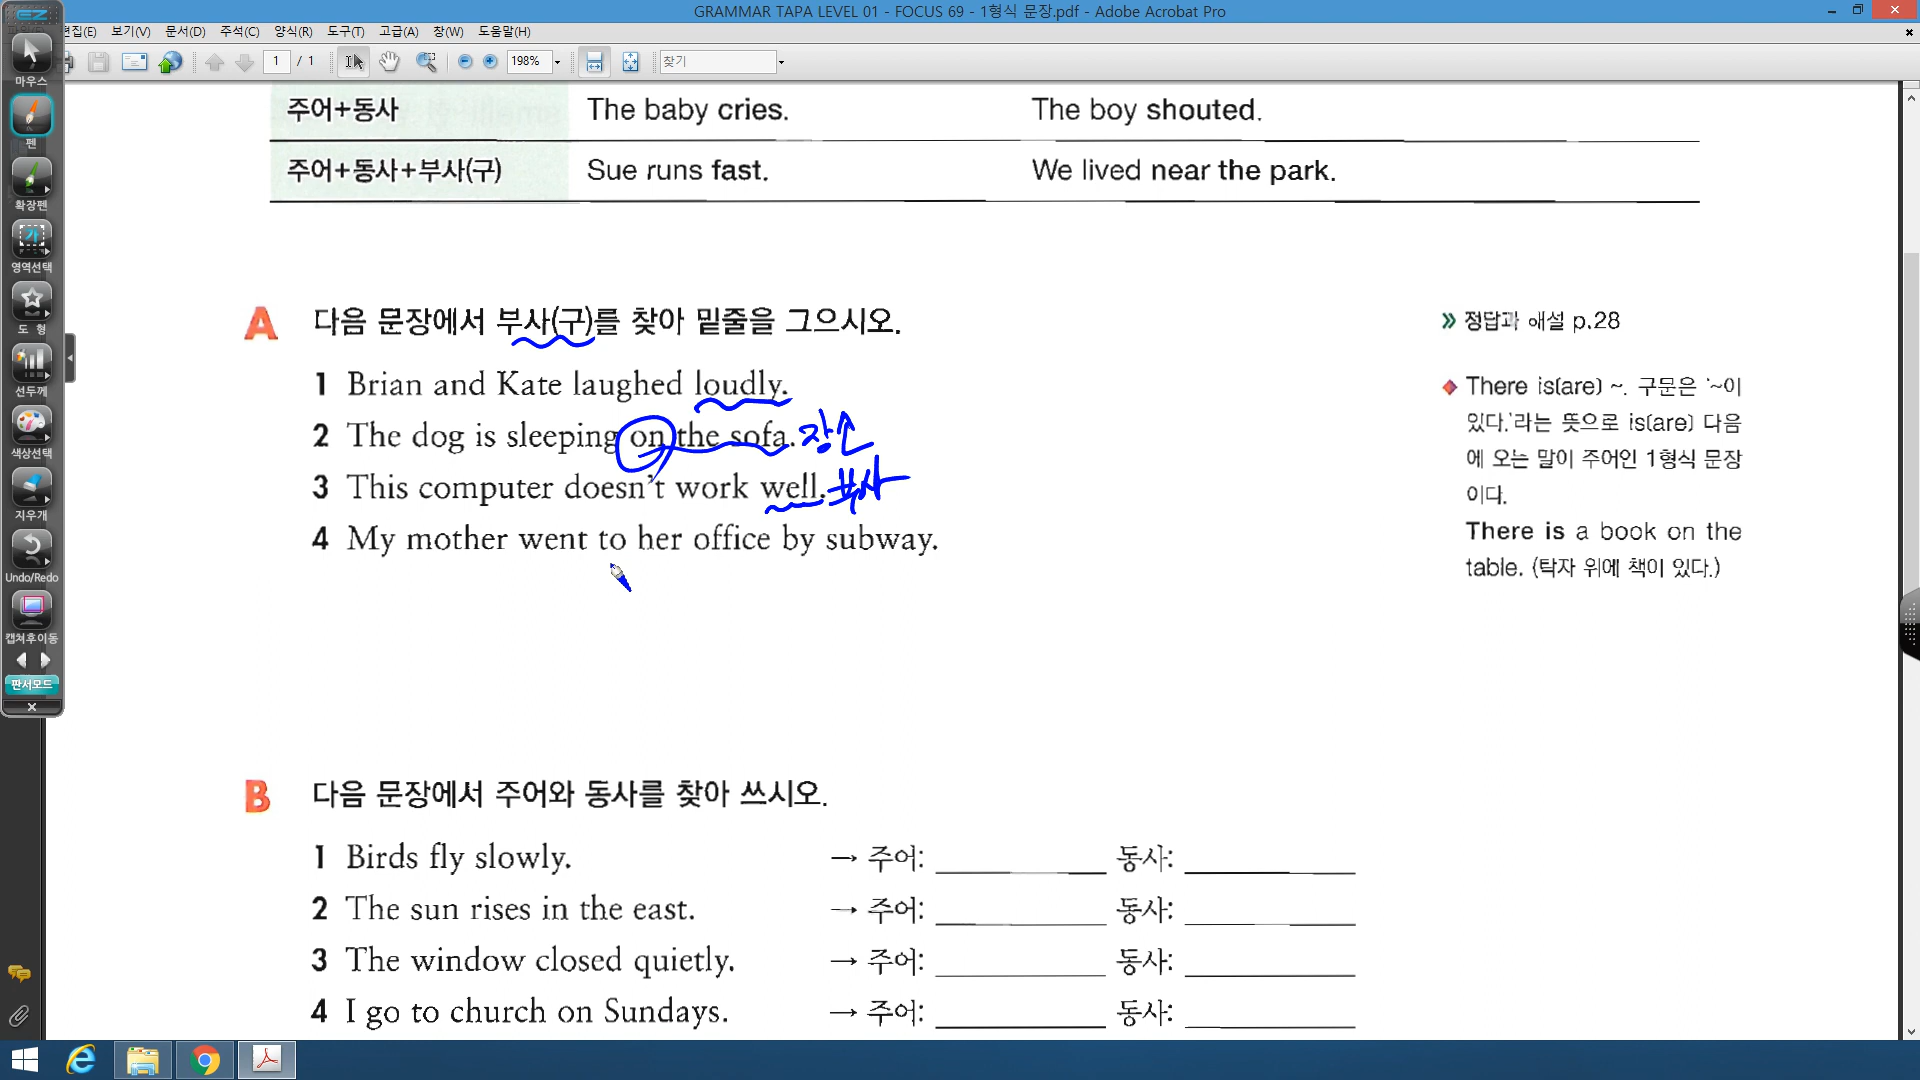 GRAMMAR TAPA LEVEL 01 - FOCUS 69 - 1형식 문장.pdf - Adobe Acrobat Pro
편집(E) 보기(V) 문서(D) 주석(C) 양식(R) 도구(T) 고급(A) 창(W) 도움말(H)
1 / 1 198% 찾기
마우스
펜
확장펜
영역선택
도 형
선두께
색상선택
지우개
Undo/Redo
캡쳐후이동
판서모드
주어+동사 The baby cries. The boy shouted.
주어+동사+부사(구) Sue runs fast. We lived near the park.
A 다음 문장에서 부사(구)를 찾아 밑줄을 그으시오.
1 Brian and Kate laughed loudly.
2 The dog is sleeping on the sofa. 장소
3 This computer doesn't work well. 부사
4 My mother went to her office by subway.
» 정답과 해설 p.28
There is(are) ~. 구문은 '~이
있다.'라는 뜻으로 is(are) 다음
에 오는 말이 주어인 1형식 문장
이다.
There is a book on the
table. (탁자 위에 책이 있다.)
B 다음 문장에서 주어와 동사를 찾아 쓰시오.
1 Birds fly slowly. → 주어: 동사:
2 The sun rises in the east. → 주어: 동사:
3 The window closed quietly. → 주어: 동사:
4 I go to church on Sundays. → 주어: 동사: